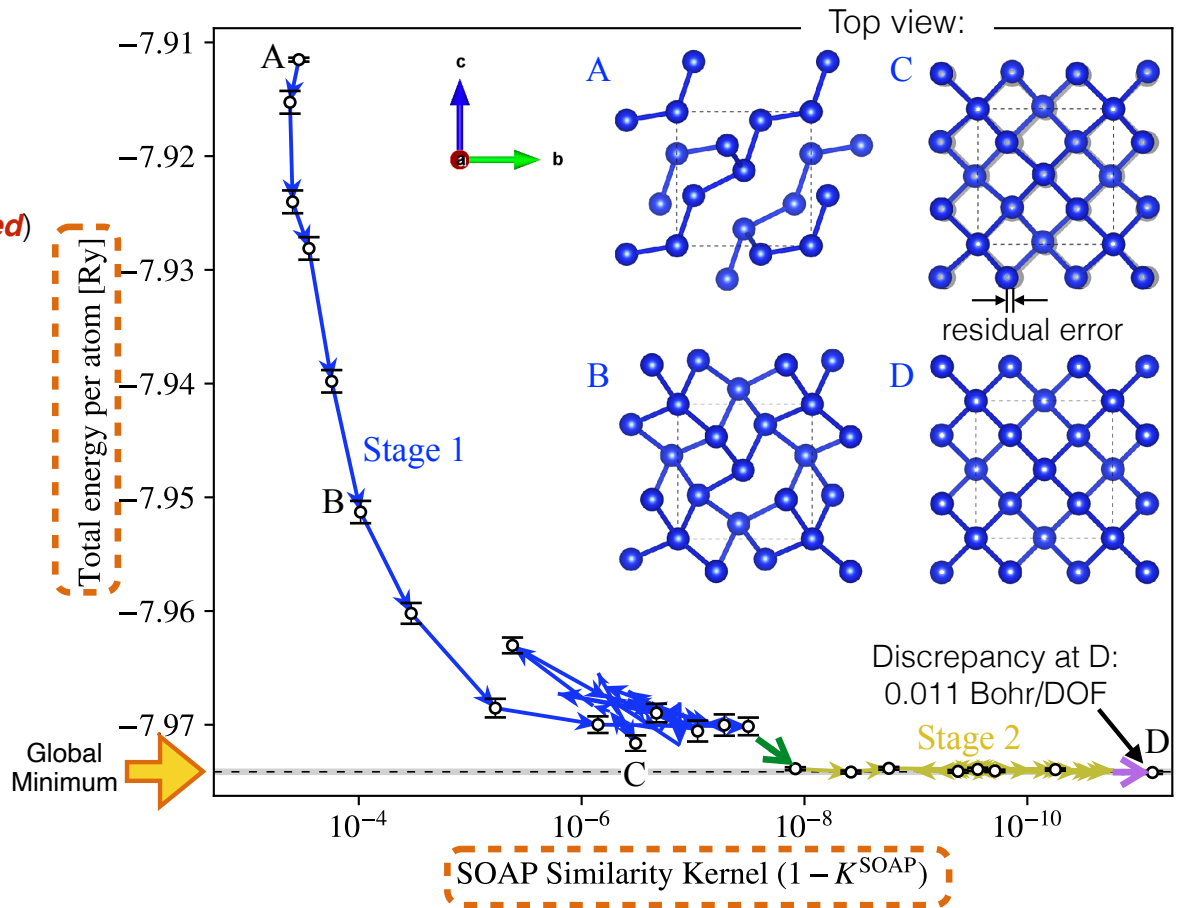 Top view:
−7.91
A
c
a
b
A
C
−7.92
ed)
−7.93
residual error
Total energy per atom [Ry]
−7.94
B
D
Stage 1
−7.95
B
−7.96
Discrepancy at D:
0.011 Bohr/DOF
−7.97
Stage 2
D
Global
Minimum
C
10⁻⁴
10⁻⁶
10⁻⁸
10⁻¹⁰
SOAP Similarity Kernel (1 − K^SOAP)